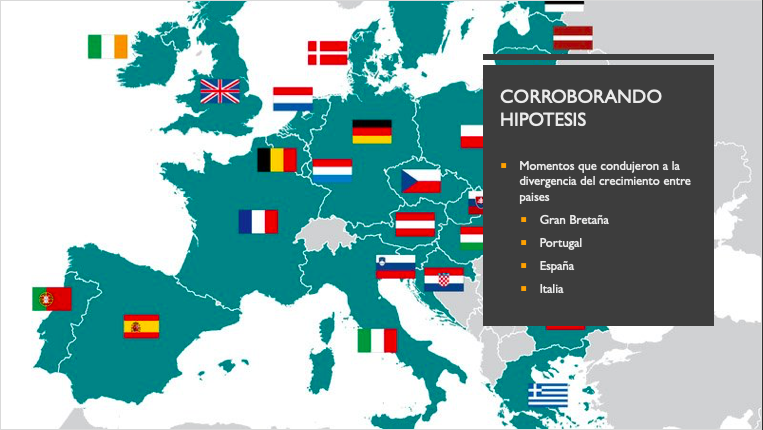 CORROBORANDO
HIPOTESIS
Momentos que condujeron a la
divergencia del crecimiento entre
paises
Gran Bretaña
Portugal
España
Italia